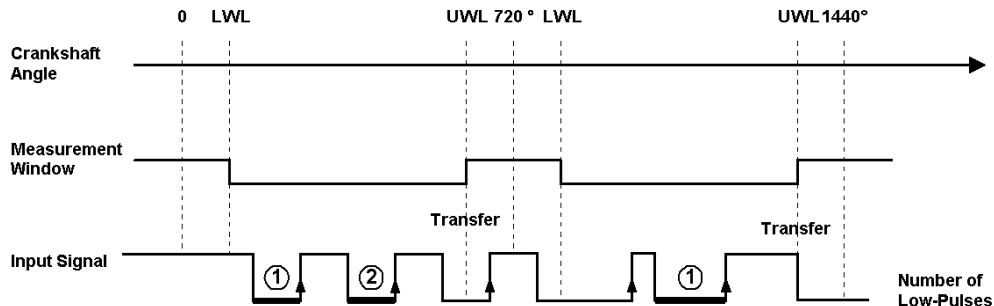 0 LWL UWL 720 ° LWL UWL 1440°
Crankshaft
Angle
Measurement
Window
Transfer
Transfer
Input Signal
1 2 1
Number of
Low-Pulses